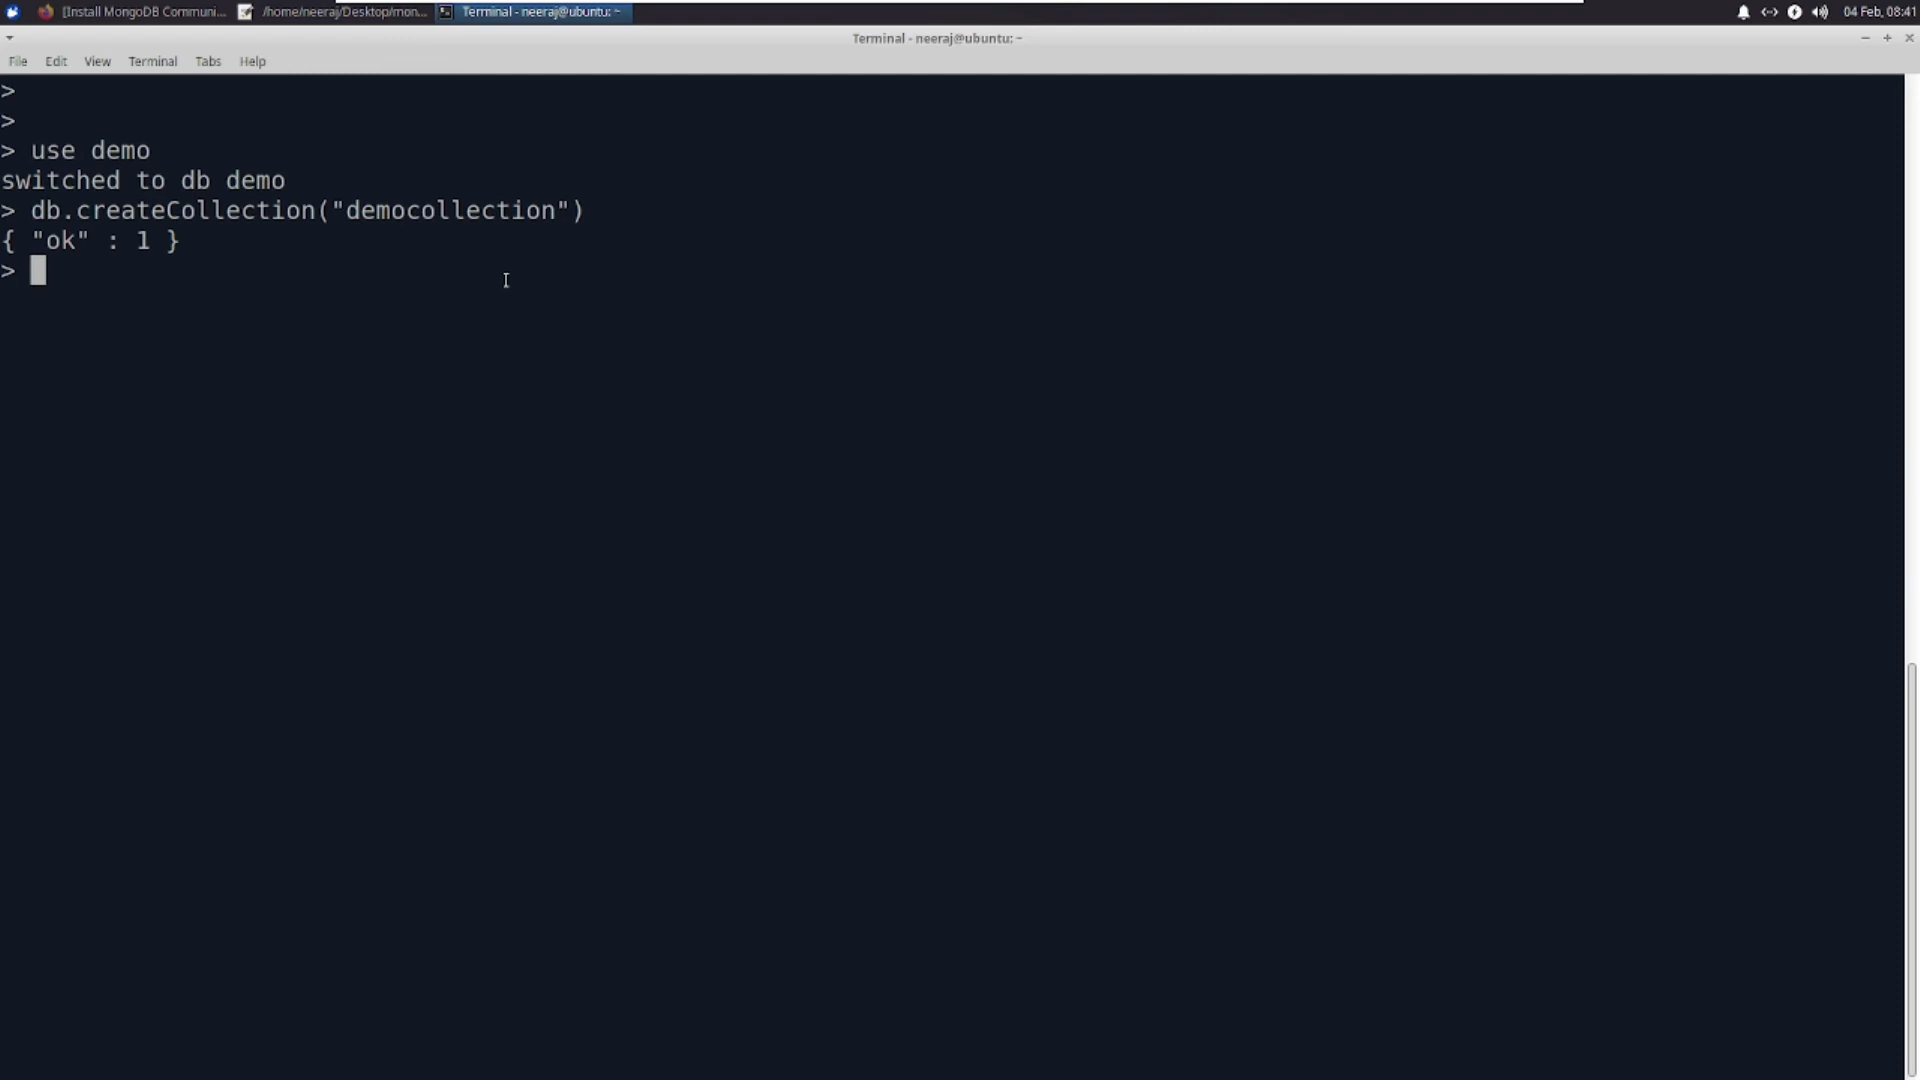 [Install MongoDB Communi... /home/neeraj/Desktop/mon... Terminal - neeraj@ubuntu: ~ 04 Feb, 08:41
Terminal - neeraj@ubuntu: ~
File Edit View Terminal Tabs Help
>
>
> use demo
switched to db demo
> db.createCollection("democollection")
{ "ok" : 1 }
>